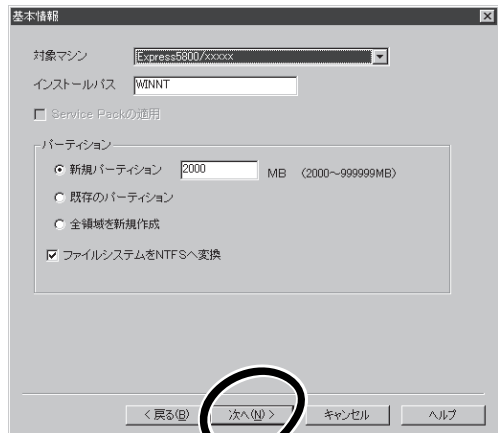 基本情報
対象マシン Express5800/xxxxx
インストールパス WINNT
Service Packの適用
パーティション
新規パーティション 2000 MB (2000～999999MB)
既存のパーティション
全領域を新規作成
ファイルシステムをNTFSへ変換
< 戻る(B) 次へ(N) > キャンセル ヘルプ